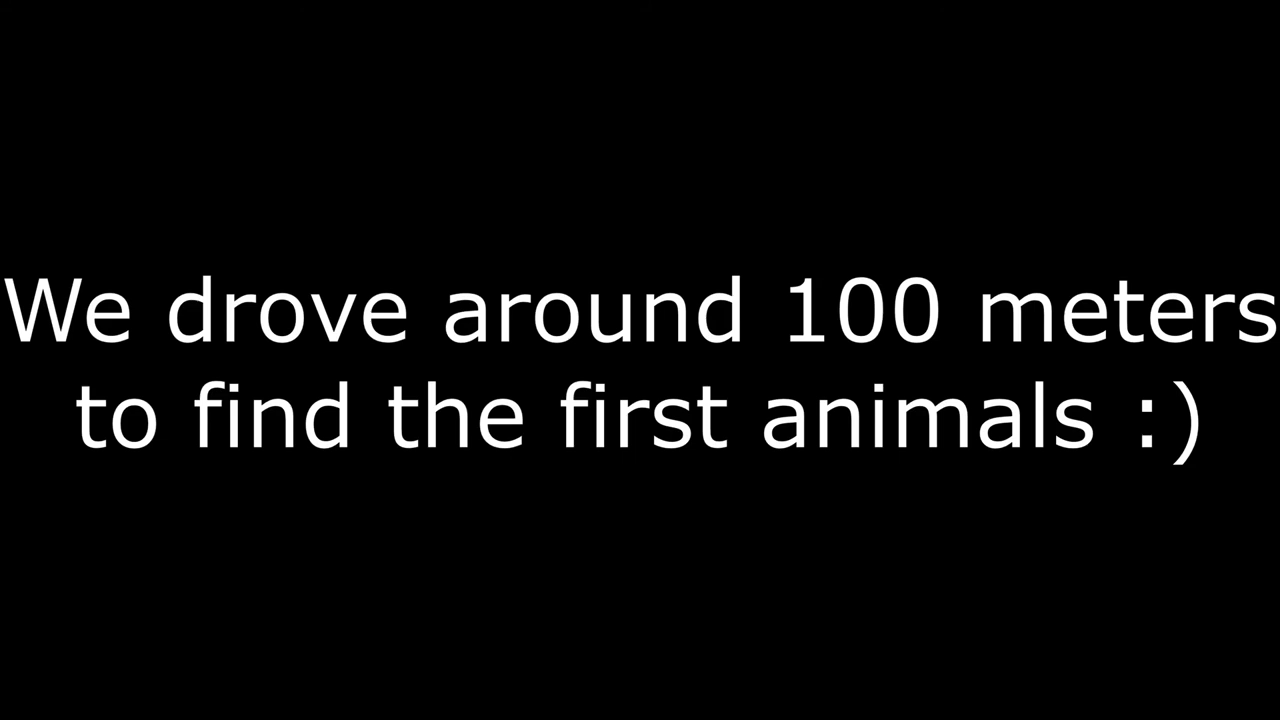 We drove around 100 meters
to find the first animals :)